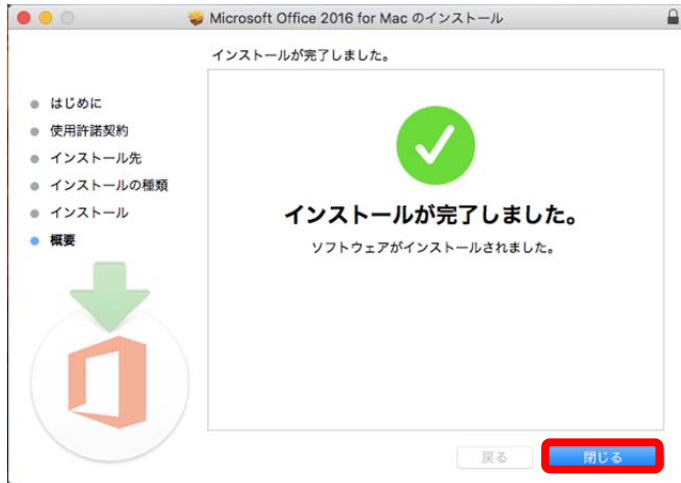 Microsoft Office 2016 for Mac のインストール
インストールが完了しました。
はじめに
使用許諾契約
インストール先
インストールの種類
インストール
概要
インストールが完了しました。
ソフトウェアがインストールされました。
戻る
閉じる